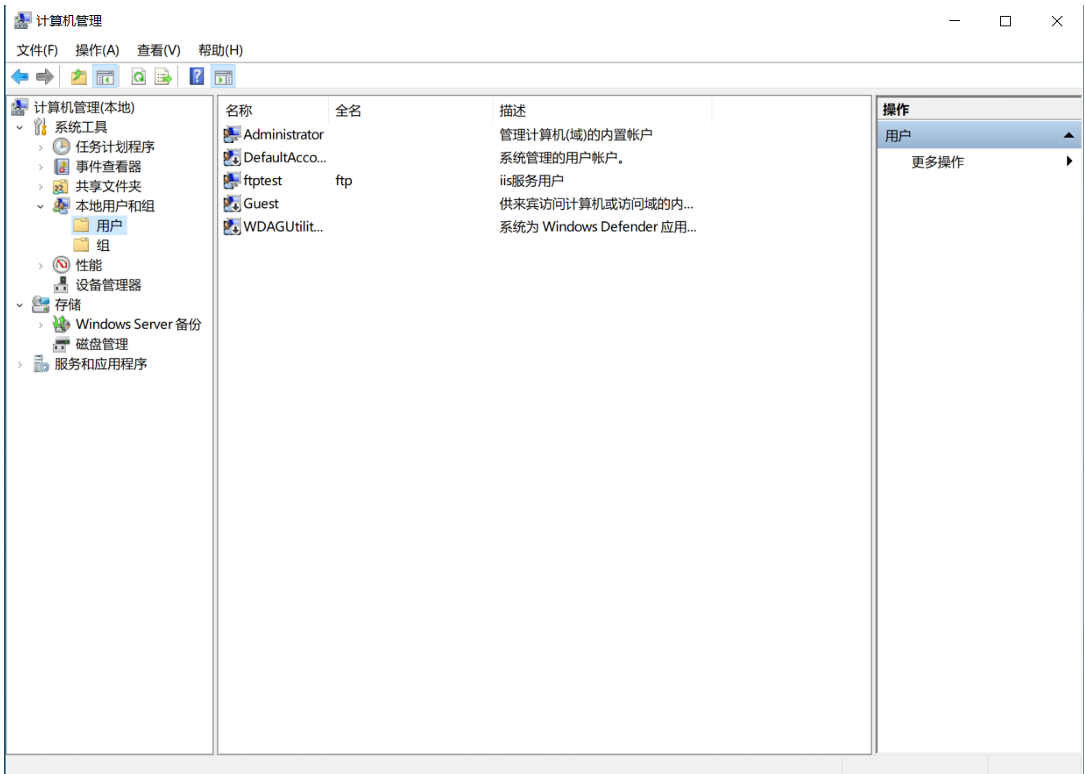 计算机管理
文件(F) 操作(A) 查看(V) 帮助(H)
计算机管理(本地)
系统工具
任务计划程序
事件查看器
共享文件夹
本地用户和组
用户
组
性能
设备管理器
存储
Windows Server 备份
磁盘管理
服务和应用程序
名称 全名 描述
Administrator 管理计算机(域)的内置帐户
DefaultAcco... 系统管理的用户帐户。
ftptest ftp iis服务用户
Guest 供来宾访问计算机或访问域的内...
WDAGUtilit... 系统为 Windows Defender 应用...
操作
用户
更多操作